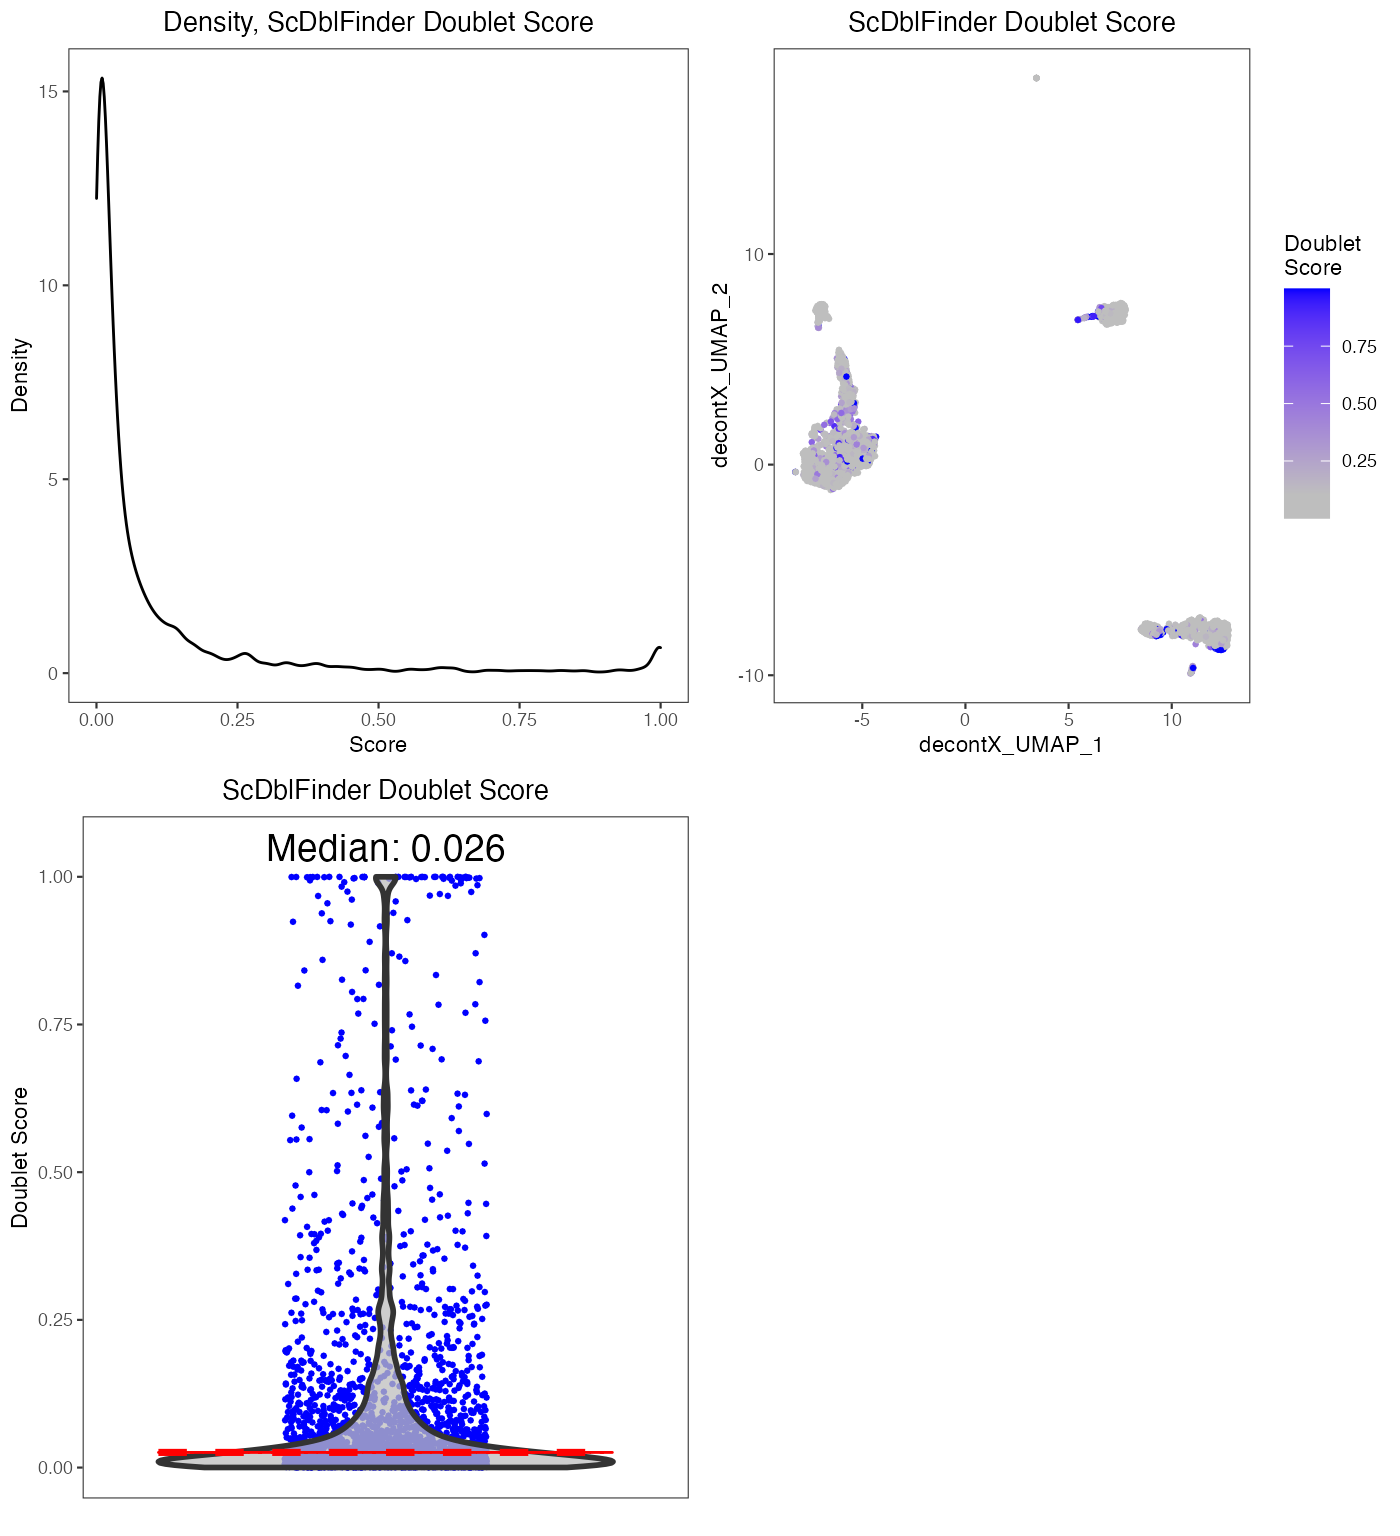 Density, ScDblFinder Doublet Score
15
10
5
0
Density
0.00 0.25 0.50 0.75 1.00
Score
ScDblFinder Doublet Score
10
0
-10
decontX_UMAP_2
-5 0 5 10
decontX_UMAP_1
Doublet
Score
0.75
0.50
0.25
ScDblFinder Doublet Score
Median: 0.026
1.00
0.75
0.50
0.25
0.00
Doublet Score